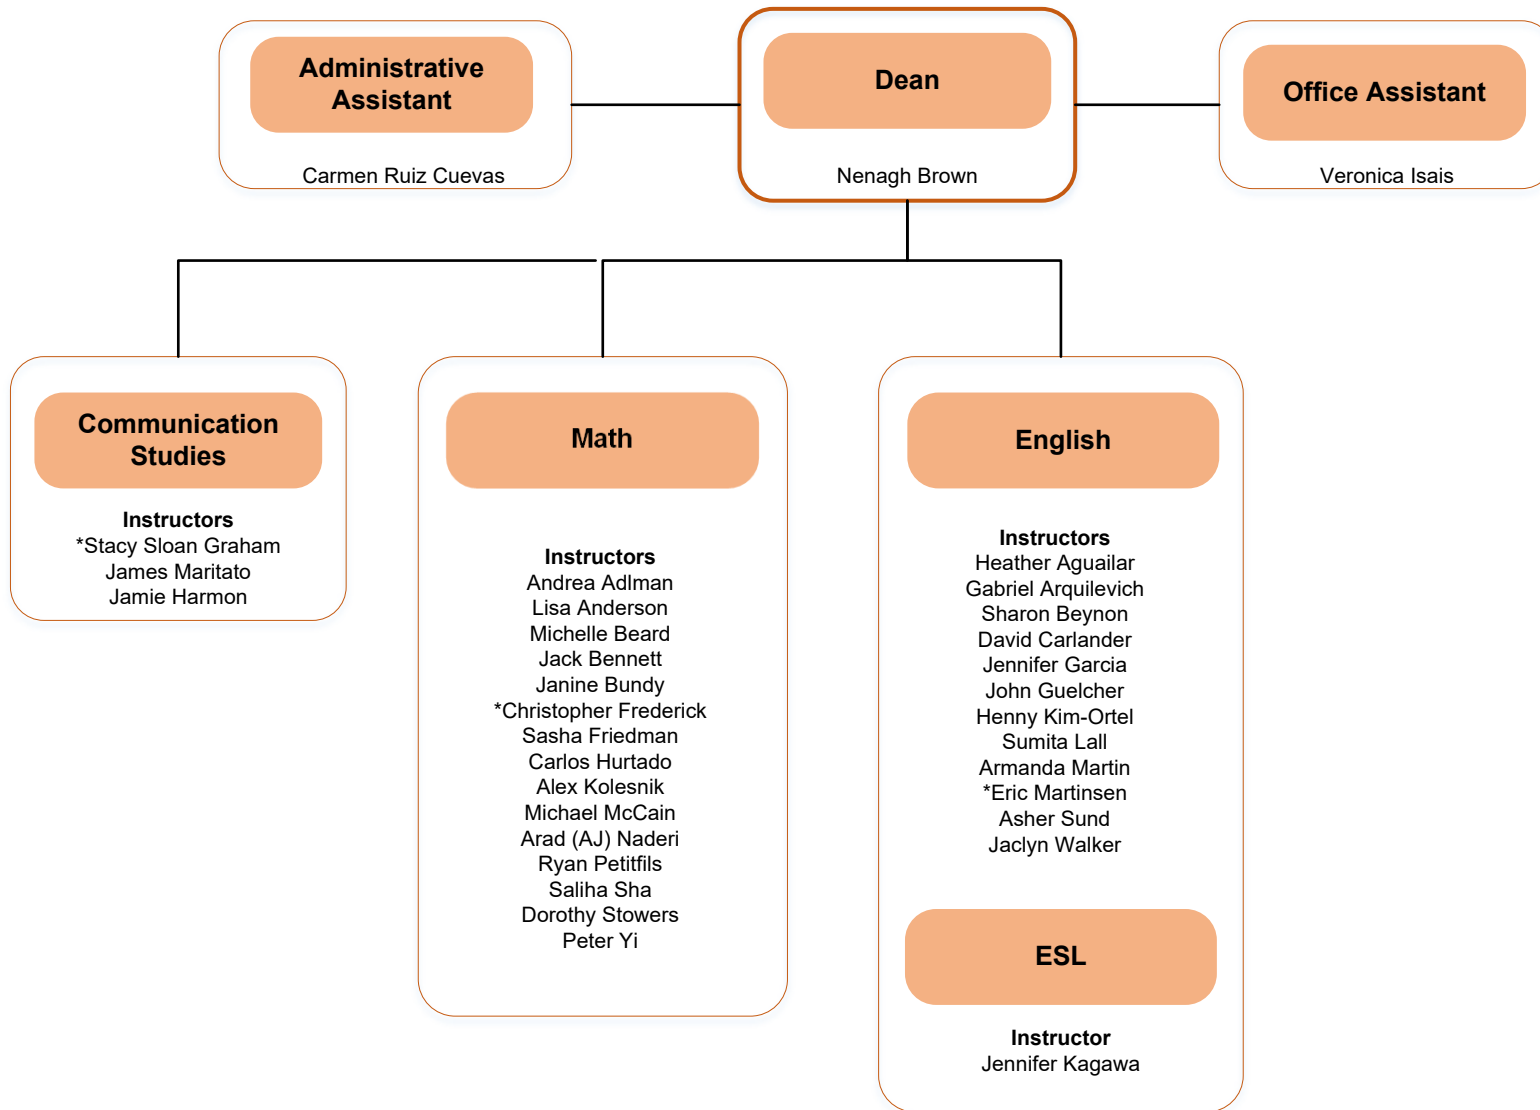 Administrative
Assistant
Carmen Ruiz Cuevas
Dean
Nenagh Brown
Office Assistant
Veronica Isais
Communication
Studies
Instructors
*Stacy Sloan Graham
James Maritato
Jamie Harmon
Math
Instructors
Andrea Adlman
Lisa Anderson
Michelle Beard
Jack Bennett
Janine Bundy
*Christopher Frederick
Sasha Friedman
Carlos Hurtado
Alex Kolesnik
Michael McCain
Arad (AJ) Naderi
Ryan Petitfils
Saliha Sha
Dorothy Stowers
Peter Yi
English
Instructors
Heather Aguailar
Gabriel Arquilevich
Sharon Beynon
David Carlander
Jennifer Garcia
John Guelcher
Henny Kim-Ortel
Sumita Lall
Armanda Martin
*Eric Martinsen
Asher Sund
Jaclyn Walker
ESL
Instructor
Jennifer Kagawa